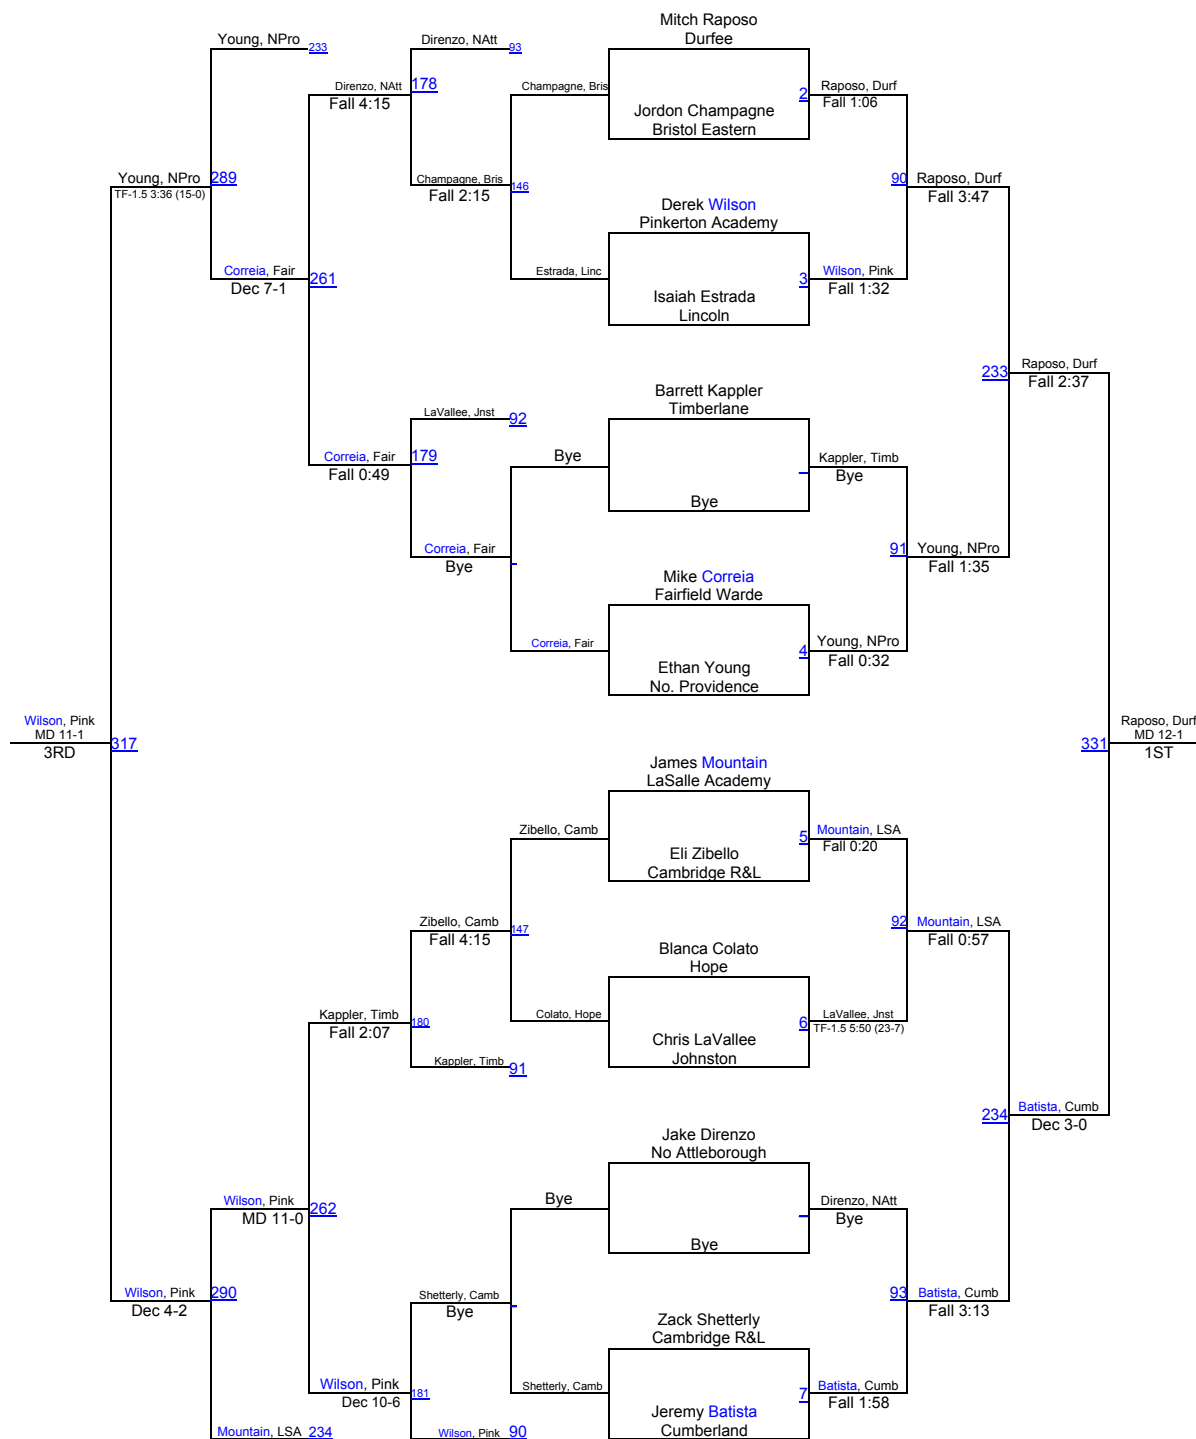 Mitch Raposo
Durfee
Young, NPro 233
Direnzo, NAtt 93
Direnzo, NAtt 178
Fall 4:15
Champagne, Bris
2
Raposo, Durf
Fall 1:06
Jordon Champagne
Bristol Eastern
Young, NPro 289
TF-1.5 3:36 (15-0)
Champagne, Bris 146
Fall 2:15
90
Raposo, Durf
Fall 3:47
Derek Wilson
Pinkerton Academy
Correia, Fair 261
Dec 7-1
Estrada, Linc
3
Wilson, Pink
Fall 1:32
Isaiah Estrada
Lincoln
233
Raposo, Durf
Fall 2:37
Barrett Kappler
Timberlane
LaVallee, Jnst 92
Correia, Fair 179
Fall 0:49
Bye
Kappler, Timb
Bye
Bye
Correia, Fair
Bye
91
Young, NPro
Fall 1:35
Mike Correia
Fairfield Warde
Correia, Fair
4
Young, NPro
Fall 0:32
Ethan Young
No. Providence
Wilson, Pink
MD 11-1
3RD
317
331
Raposo, Durf
MD 12-1
1ST
James Mountain
LaSalle Academy
Zibello, Camb
5
Mountain, LSA
Fall 0:20
Eli Zibello
Cambridge R&L
Zibello, Camb 147
Fall 4:15
92
Mountain, LSA
Fall 0:57
Blanca Colato
Hope
Kappler, Timb 180
Fall 2:07
Colato, Hope
6
LaVallee, Jnst
TF-1.5 5:50 (23-7)
Chris LaVallee
Johnston
Kappler, Timb 91
234
Batista, Cumb
Dec 3-0
Jake Direnzo
No Attleborough
Wilson, Pink 262
MD 11-0
Bye
Direnzo, NAtt
Bye
Bye
Wilson, Pink 290
Dec 4-2
Shetterly, Camb
Bye
93
Batista, Cumb
Fall 3:13
Zack Shetterly
Cambridge R&L
Wilson, Pink 181
Dec 10-6
Shetterly, Camb
7
Batista, Cumb
Fall 1:58
Jeremy Batista
Cumberland
Mountain, LSA 234
Wilson, Pink 90